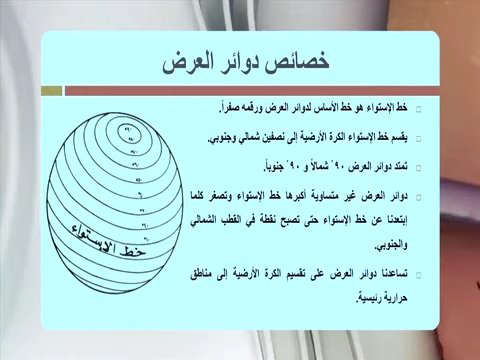 خصائص دوائر العرض
خط الإستواء هو خط الأساس لدوائر العرض ورقمه صفراً.
يقسم خط الإستواء الكرة الأرضية إلى نصفين شمالي وجنوبي.
تمتد دوائر العرض ٩٠ ْ شمالاً و ٩٠ ْ جنوباً.
دوائر العرض غير متساوية أكبرها خط الإستواء وتصغر كلما
إبتعدنا عن خط الإستواء حتى تصبح نقطة في القطب الشمالي
والجنوبي.
تساعدنا دوائر العرض على تقسيم الكرة الأرضية إلى مناطق
حرارية رئيسية.
خط الاستواء